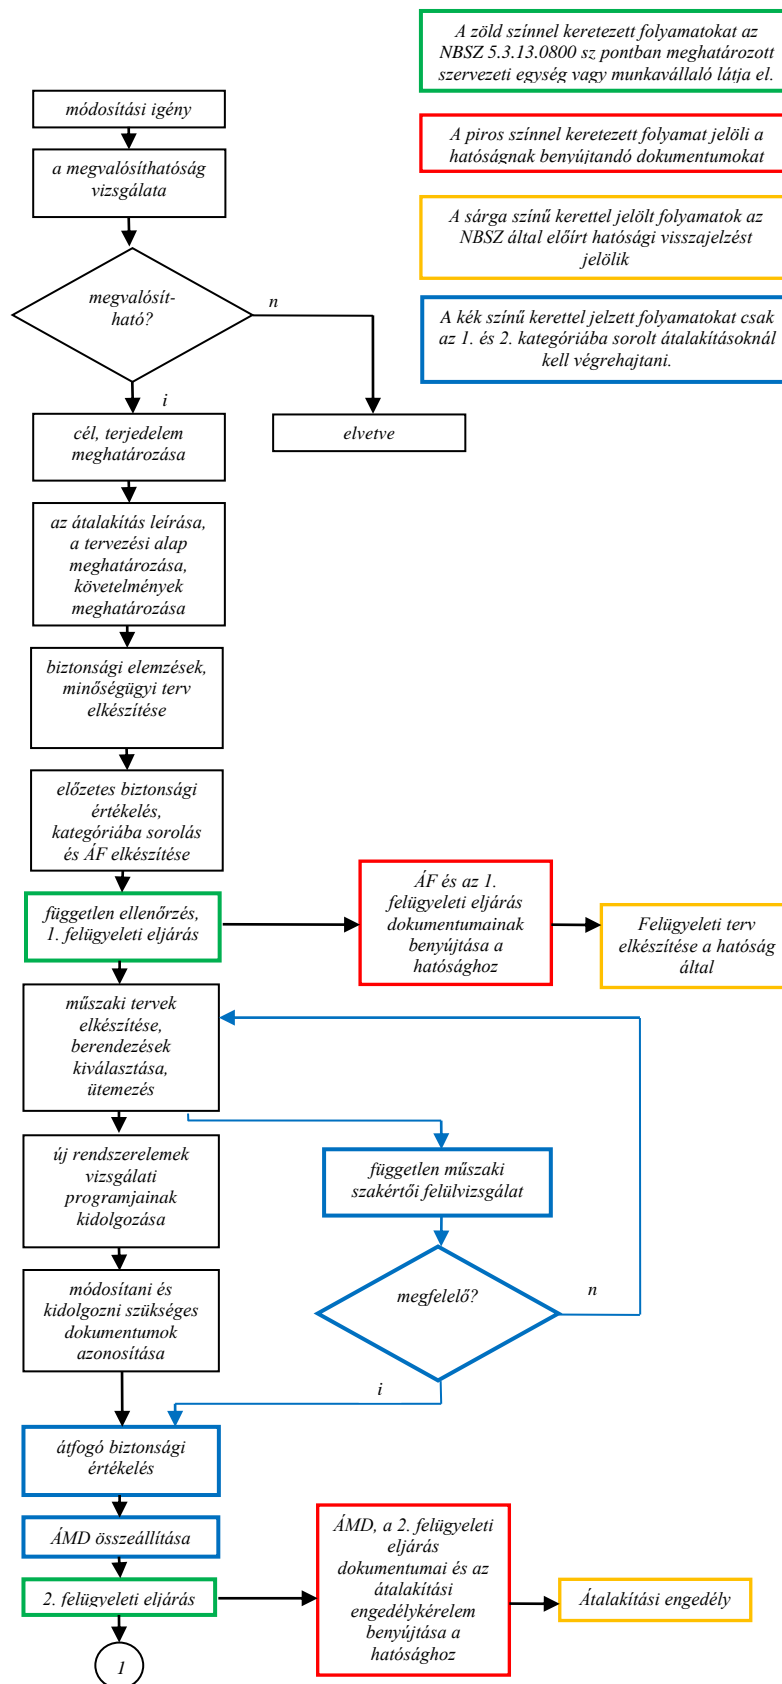 A zöld színnel keretezett folyamatokat az
NBSZ 5.3.13.0800 sz pontban meghatározott
szervezeti egység vagy munkavállaló látja el.
módosítási igény
A piros színnel keretezett folyamat jelöli a
hatóságnak benyújtandó dokumentumokat
a megvalósíthatóság
vizsgálata
A sárga színű kerettel jelölt folyamatok az
NBSZ által előírt hatósági visszajelzést
jelölik
megvalósít-
ható?
n
i
A kék színű kerettel jelzett folyamatokat csak
az 1. és 2. kategóriába sorolt átalakításoknál
kell végrehajtani.
cél, terjedelem
meghatározása
elvetve
az átalakítás leírása,
a tervezési alap
meghatározása,
követelmények
meghatározása
biztonsági elemzések,
minőségügyi terv
elkészítése
előzetes biztonsági
értékelés,
kategóriába sorolás
és ÁF elkészítése
független ellenőrzés,
1. felügyeleti eljárás
ÁF és az 1.
felügyeleti eljárás
dokumentumainak
benyújtása a
hatósághoz
Felügyeleti terv
elkészítése a hatóság
által
műszaki tervek
elkészítése,
berendezések
kiválasztása,
ütemezés
új rendszerelemek
vizsgálati
programjainak
kidolgozása
független műszaki
szakértői felülvizsgálat
módosítani és
kidolgozni szükséges
dokumentumok
azonosítása
megfelelő?
n
i
átfogó biztonsági
értékelés
ÁMD összeállítása
2. felügyeleti eljárás
ÁMD, a 2. felügyeleti
eljárás
dokumentumai és az
átalakítási
engedélykérelem
benyújtása a
hatósághoz
Átalakítási engedély
1